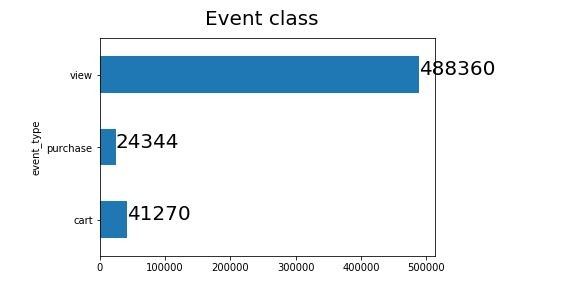 Event class
view
488360
event_type
purchase
24344
cart
41270
0
100000
200000
300000
400000
500000